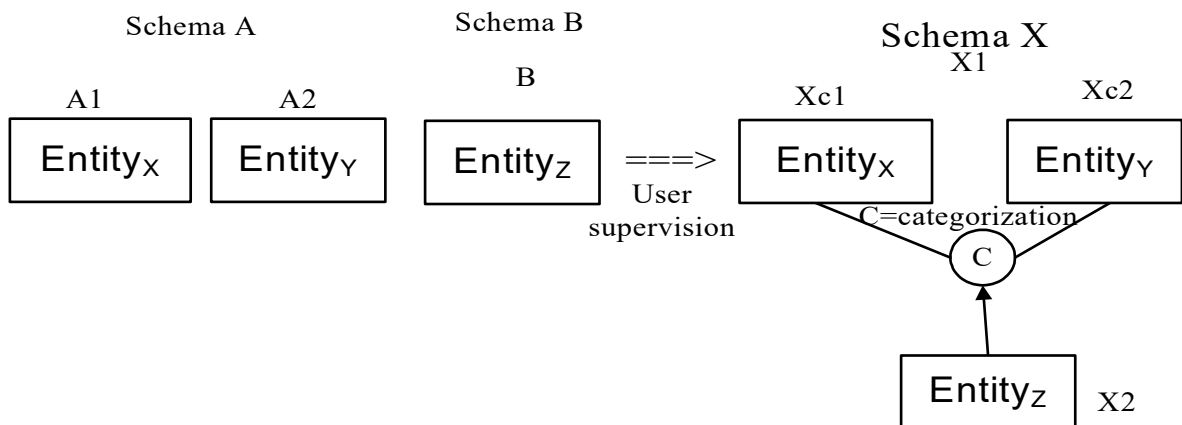 Schema A
Schema B
Schema X
X1
A1
A2
B
Xc1
Xc2
EntityX
EntityY
EntityZ
===>
User
supervision
EntityX
EntityY
C=categorization
C
EntityZ
X2